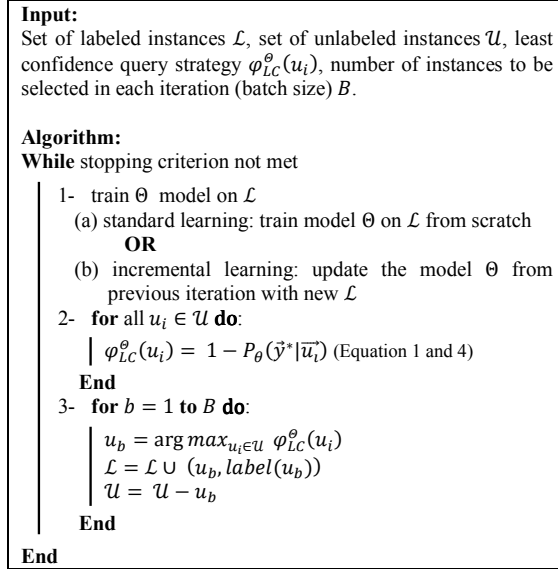 Input:
Set of labeled instances ℒ, set of unlabeled instances 𝒰, least
confidence query strategy φ_LC^Θ(u_i), number of instances to be
selected in each iteration (batch size) B.
Algorithm:
While stopping criterion not met
1- train Θ model on ℒ
(a) standard learning: train model Θ on ℒ from scratch
OR
(b) incremental learning: update the model Θ from
previous iteration with new ℒ
2- for all u_i ∈ 𝒰 do:
φ_LC^Θ(u_i) = 1 − P_θ(y⃗*|u⃗_i) (Equation 1 and 4)
End
3- for b = 1 to B do:
u_b = arg max_{u_i∈𝒰} φ_LC^Θ(u_i)
ℒ = ℒ ∪ (u_b, label(u_b))
𝒰 = 𝒰 − u_b
End
End